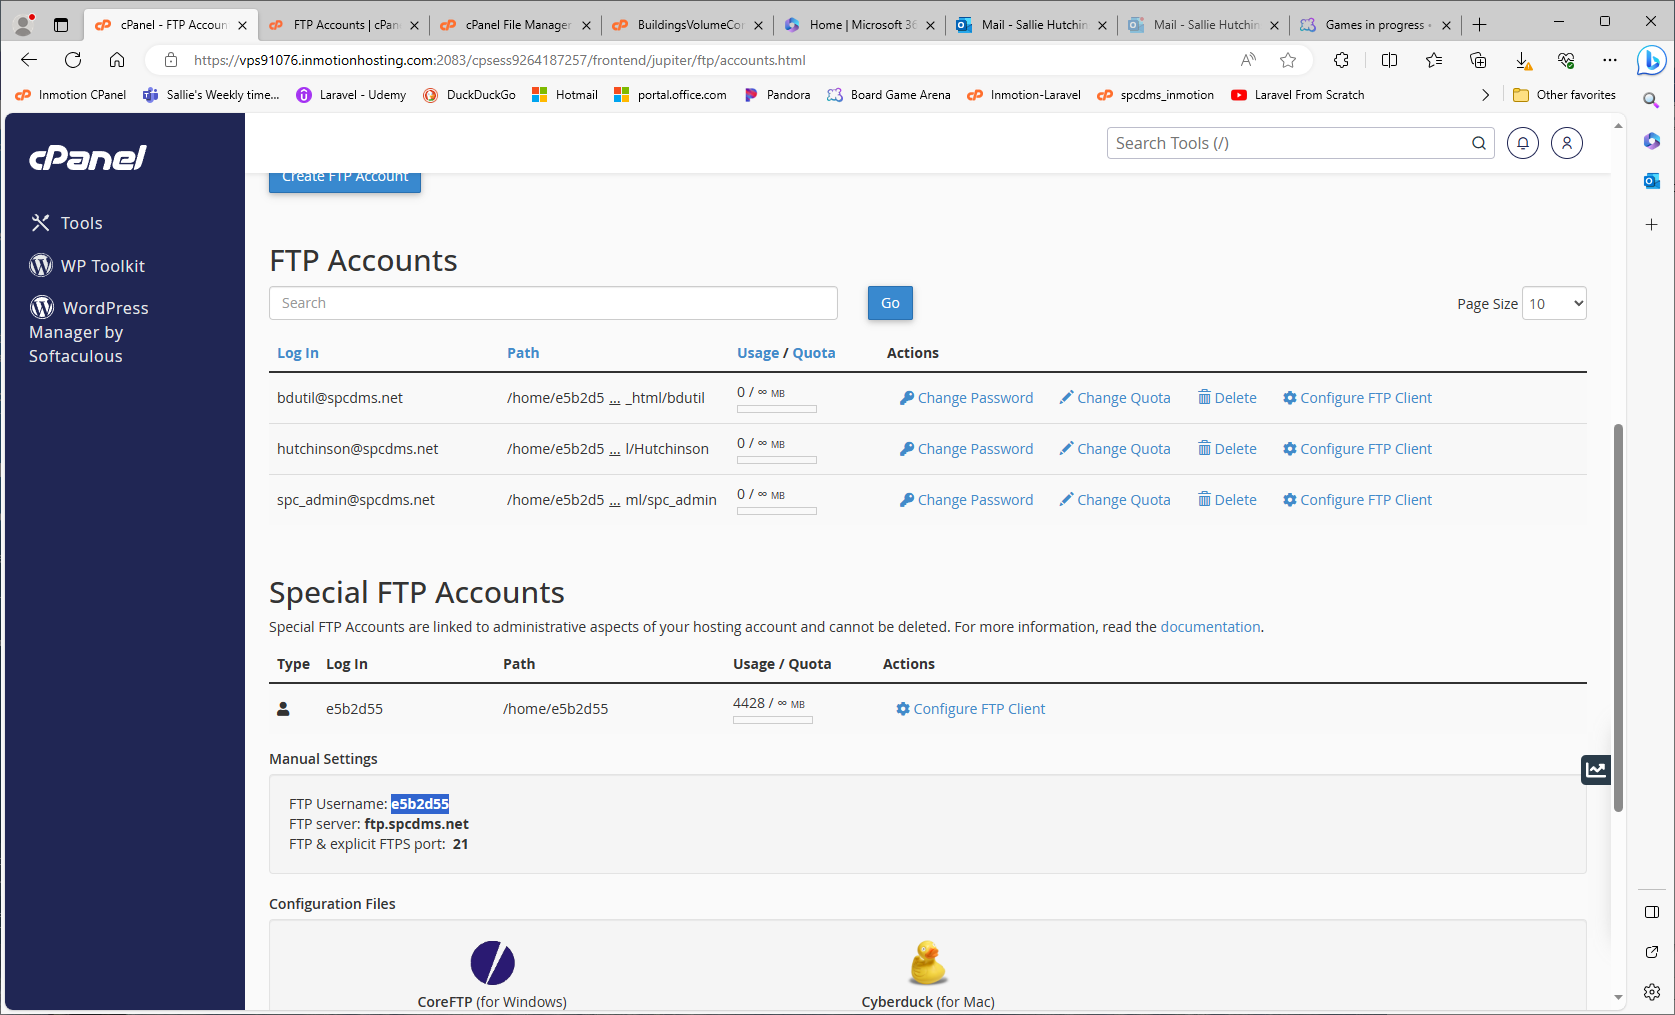 cPanel - FTP Accoun
FTP Accounts | cPan
cPanel File Manager
BuildingsVolumeCor
Home | Microsoft 36
Mail - Sallie Hutchin
Mail - Sallie Hutchin
Games in progress •
https://vps91076.inmotionhosting.com:2083/cpsess9264187257/frontend/jupiter/ftp/accounts.html
Inmotion CPanel
Sallie's Weekly time...
Laravel - Udemy
DuckDuckGo
Hotmail
portal.office.com
Pandora
Board Game Arena
Inmotion-Laravel
spcdms_inmotion
Laravel From Scratch
Other favorites
cPanel
Search Tools (/)
Tools
WP Toolkit
WordPress
Manager by
Softaculous
Create FTP Account
FTP Accounts
Search
Go
Page Size 10
Log In Path Usage / Quota Actions
bdutil@spcdms.net /home/e5b2d5 ... _html/bdutil 0 / ∞ MB Change Password Change Quota Delete Configure FTP Client
hutchinson@spcdms.net /home/e5b2d5 ... l/Hutchinson 0 / ∞ MB Change Password Change Quota Delete Configure FTP Client
spc_admin@spcdms.net /home/e5b2d5 ... ml/spc_admin 0 / ∞ MB Change Password Change Quota Delete Configure FTP Client
Special FTP Accounts
Special FTP Accounts are linked to administrative aspects of your hosting account and cannot be deleted. For more information, read the documentation.
Type Log In Path Usage / Quota Actions
e5b2d55 /home/e5b2d55 4428 / ∞ MB Configure FTP Client
Manual Settings
FTP Username: e5b2d55
FTP server: ftp.spcdms.net
FTP & explicit FTPS port: 21
Configuration Files
CoreFTP (for Windows)
Cyberduck (for Mac)